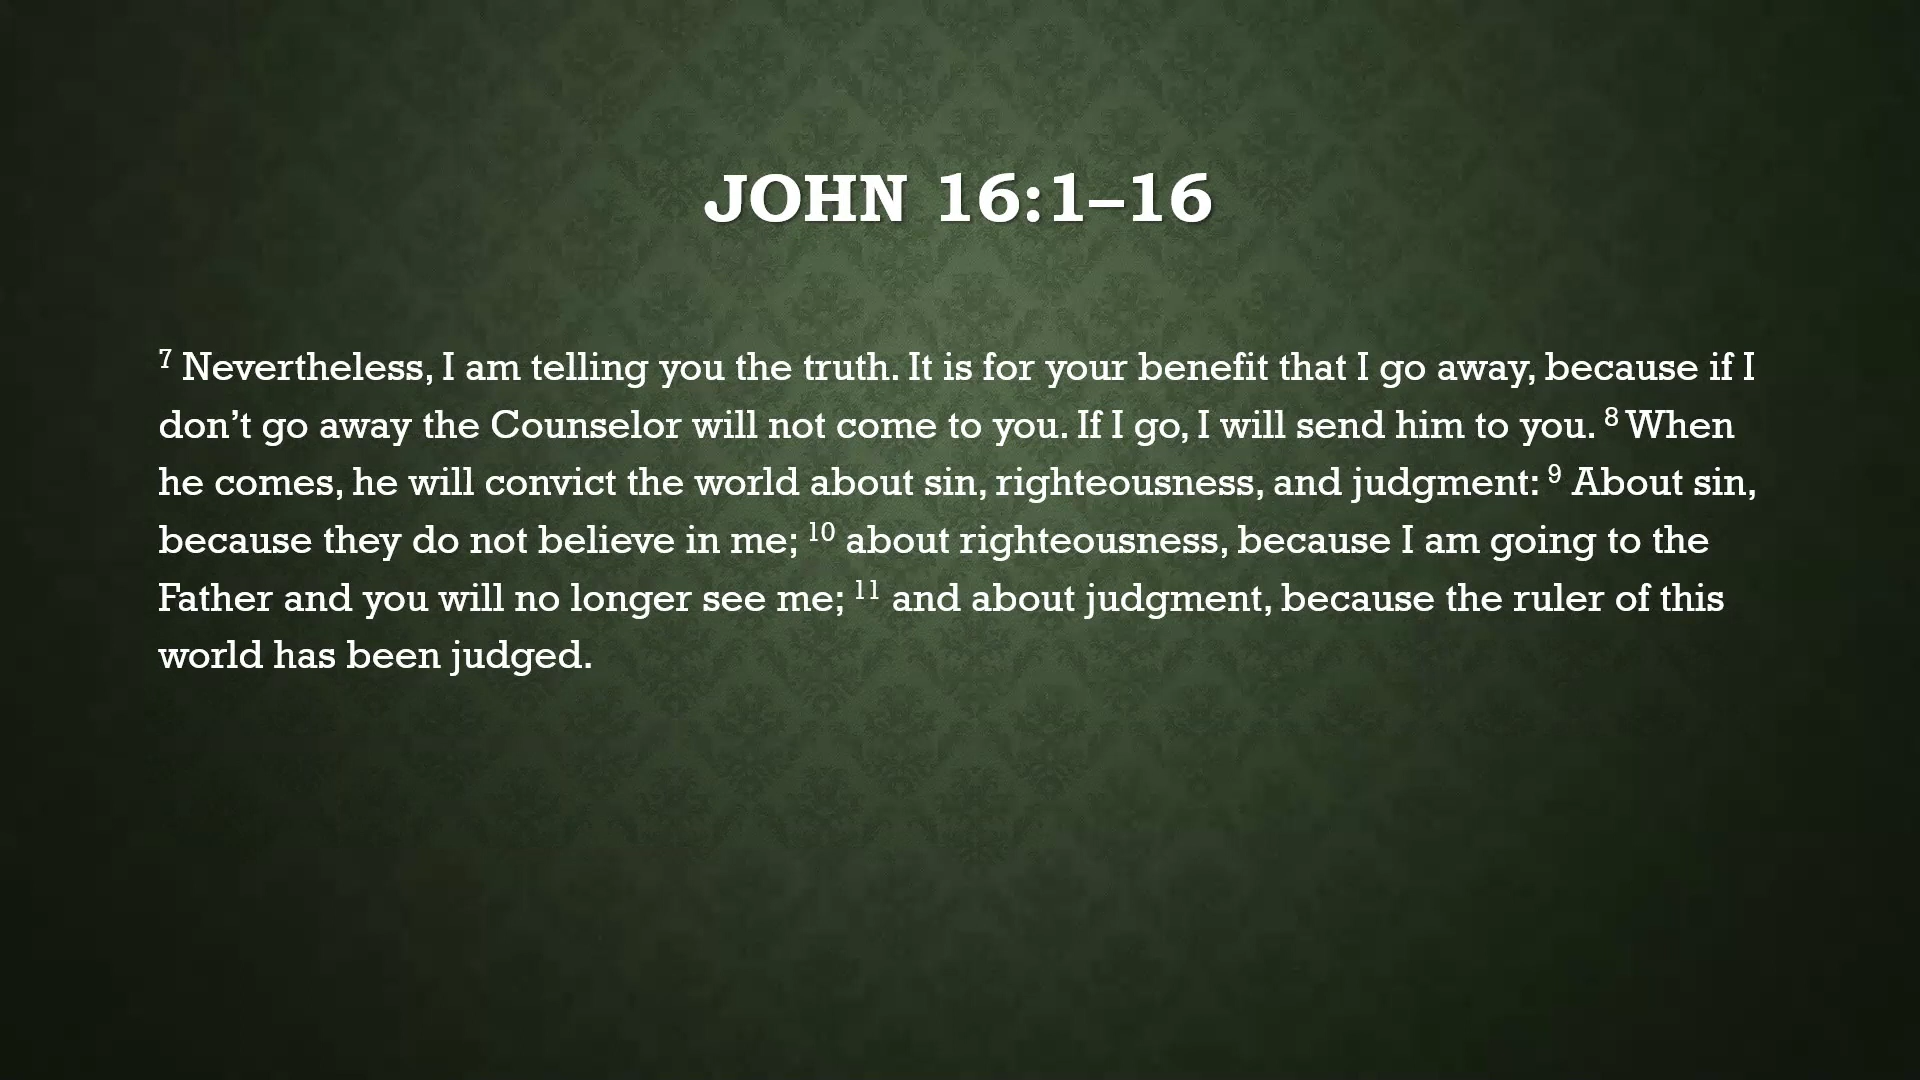 JOHN 16:1–16
7 Nevertheless, I am telling you the truth. It is for your benefit that I go away, because if I
don’t go away the Counselor will not come to you. If I go, I will send him to you. 8 When
he comes, he will convict the world about sin, righteousness, and judgment: 9 About sin,
because they do not believe in me; 10 about righteousness, because I am going to the
Father and you will no longer see me; 11 and about judgment, because the ruler of this
world has been judged.